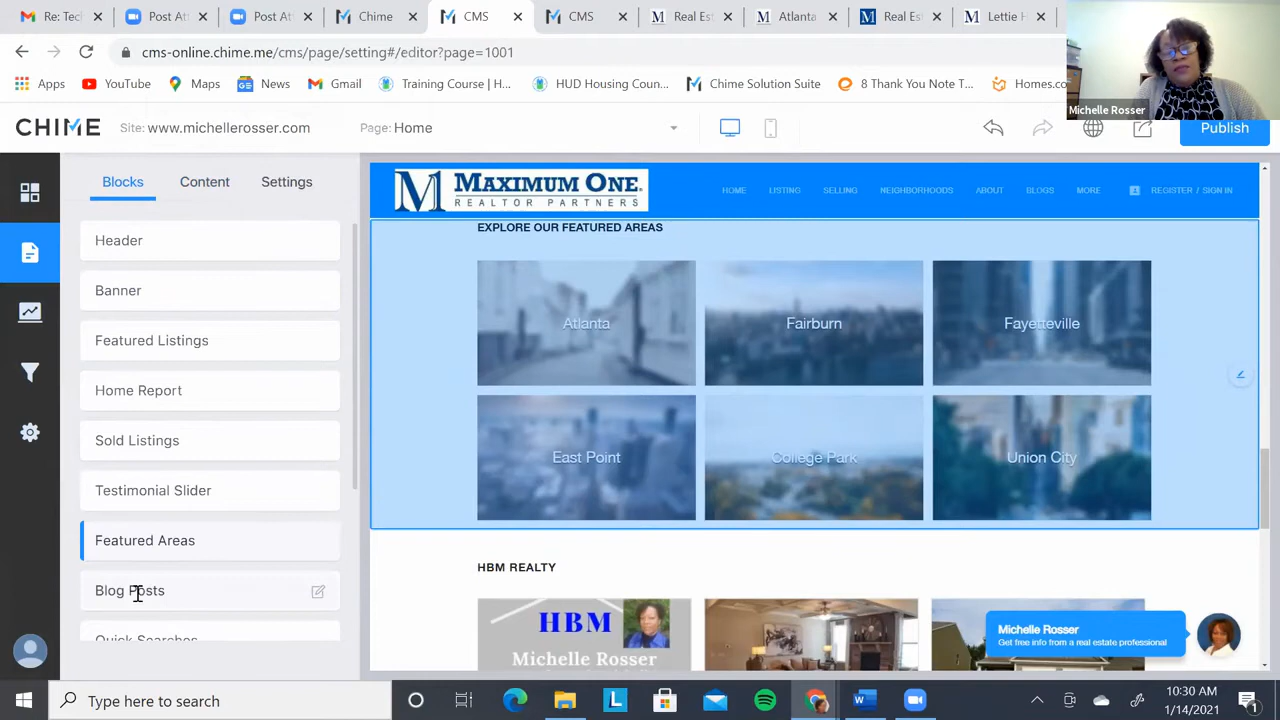 Re: Tech
Post Att
Post Att
Chime
CMS
CMS
Real Es
Atlanta
Real Es
Lettie H
cms-online.chime.me/cms/page/setting#/editor?page=1001
Apps
YouTube
Maps
News
Gmail
Training Course | H...
HUD Housing Coun...
Chime Solution Suite
8 Thank You Note T...
Homes.co
Michelle Rosser
CHIME
Site: www.michellerosser.com
Page: Home
Publish
Blocks
Content
Settings
Header
Banner
Featured Listings
Home Report
Sold Listings
Testimonial Slider
Featured Areas
Blog Posts
Quick Searches
M MAXIMUM ONE
REALTOR PARTNERS
HOME
LISTING
SELLING
NEIGHBORHOODS
ABOUT
BLOGS
MORE
REGISTER / SIGN IN
EXPLORE OUR FEATURED AREAS
Atlanta
Fairburn
Fayetteville
East Point
College Park
Union City
HBM REALTY
HBM
Michelle Rosser
Michelle Rosser
Get free info from a real estate professional
Type here to search
L
10:30 AM
1/14/2021
1